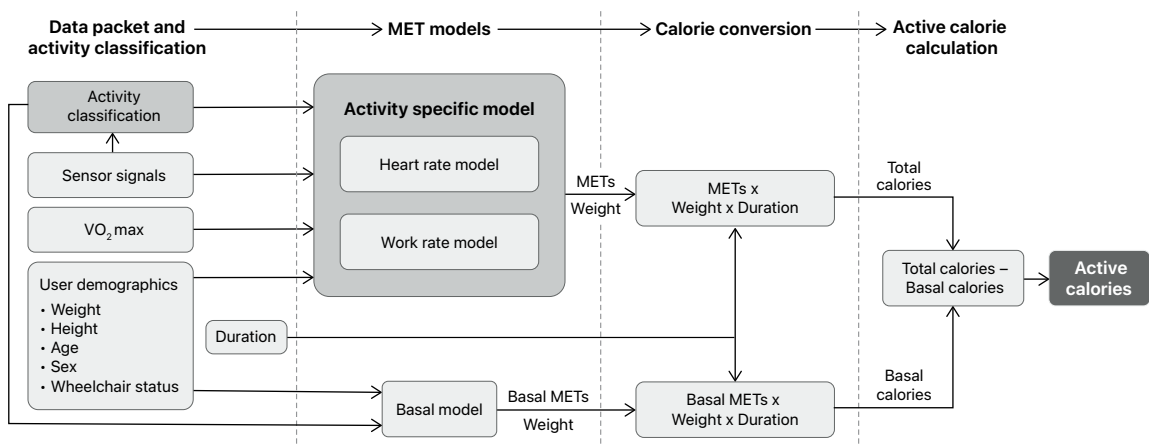 Data packet and
activity classification
MET models
Calorie conversion
Active calorie
calculation
Activity
classification
Sensor signals
VO₂ max
User demographics
• Weight
• Height
• Age
• Sex
• Wheelchair status
Duration
Activity specific model
Heart rate model
Work rate model
Basal model
METs
Weight
Basal METs
Weight
METs x
Weight x Duration
Basal METs x
Weight x Duration
Total
calories
Basal
calories
Total calories –
Basal calories
Active
calories